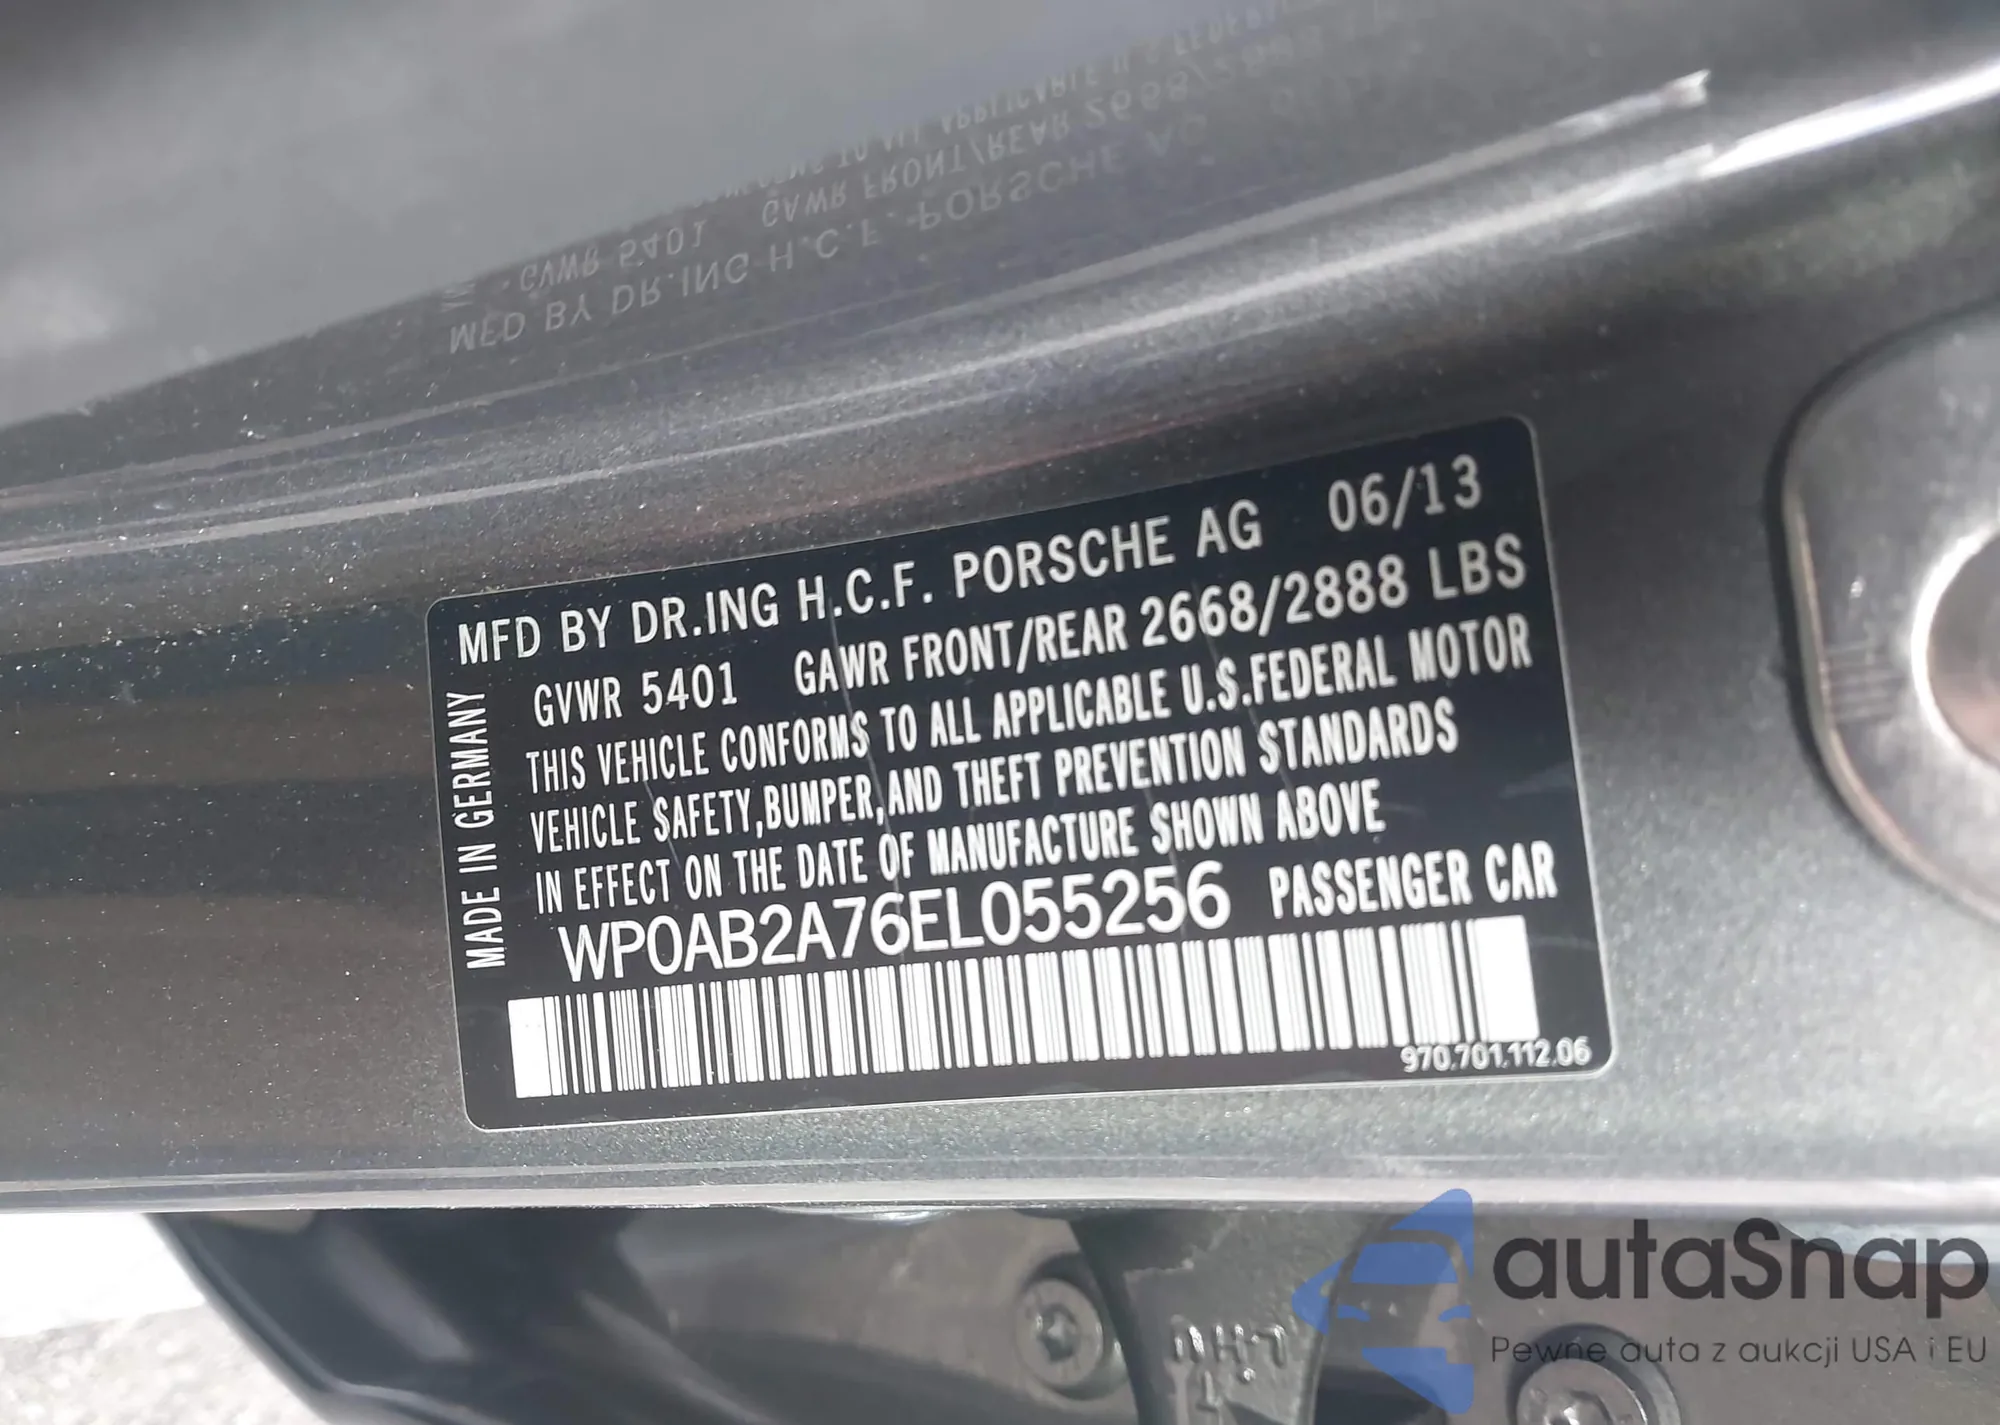 MFD BY DR.ING H.C.F. PORSCHE AG 06/13
GVWR 5401 GAWR FRONT/REAR 2668/2888 LBS
THIS VEHICLE CONFORMS TO ALL APPLICABLE U.S.FEDERAL MOTOR
VEHICLE SAFETY,BUMPER,AND THEFT PREVENTION STANDARDS
IN EFFECT ON THE DATE OF MANUFACTURE SHOWN ABOVE
WP0AB2A76EL055256 PASSENGER CAR
970.701.112.06
MADE IN GERMANY
autaSnap
Pewne auta z aukcji USA i EU